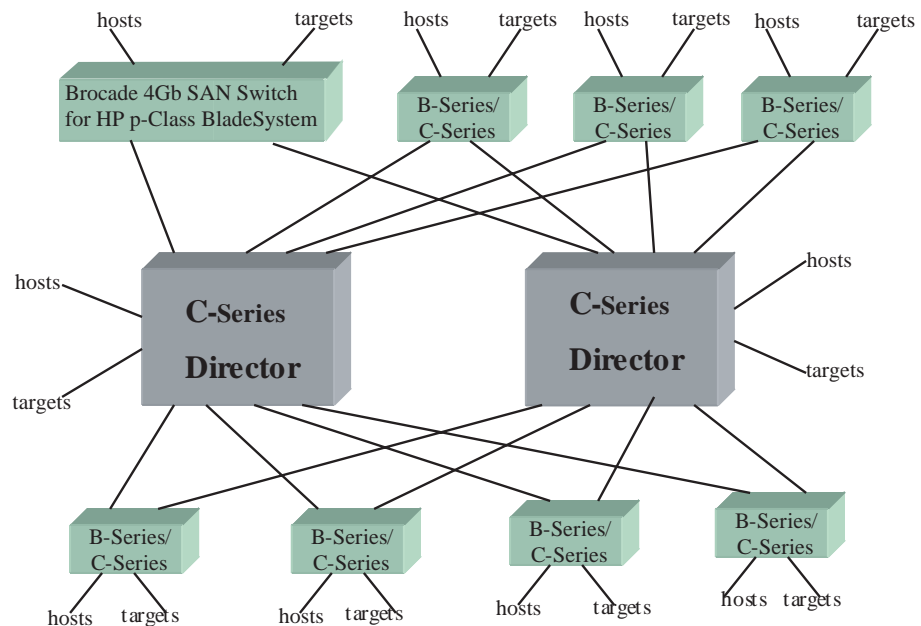 hosts
targets
hosts
targets
hosts
targets
hosts
targets
Brocade 4Gb SAN Switch
for HP p-Class BladeSystem
B-Series/
C-Series
B-Series/
C-Series
B-Series/
C-Series
hosts
targets
C-Series
Director
C-Series
Director
hosts
targets
B-Series/
C-Series
B-Series/
C-Series
B-Series/
C-Series
B-Series/
C-Series
hosts
targets
hosts
targets
hosts
targets
hosts
targets